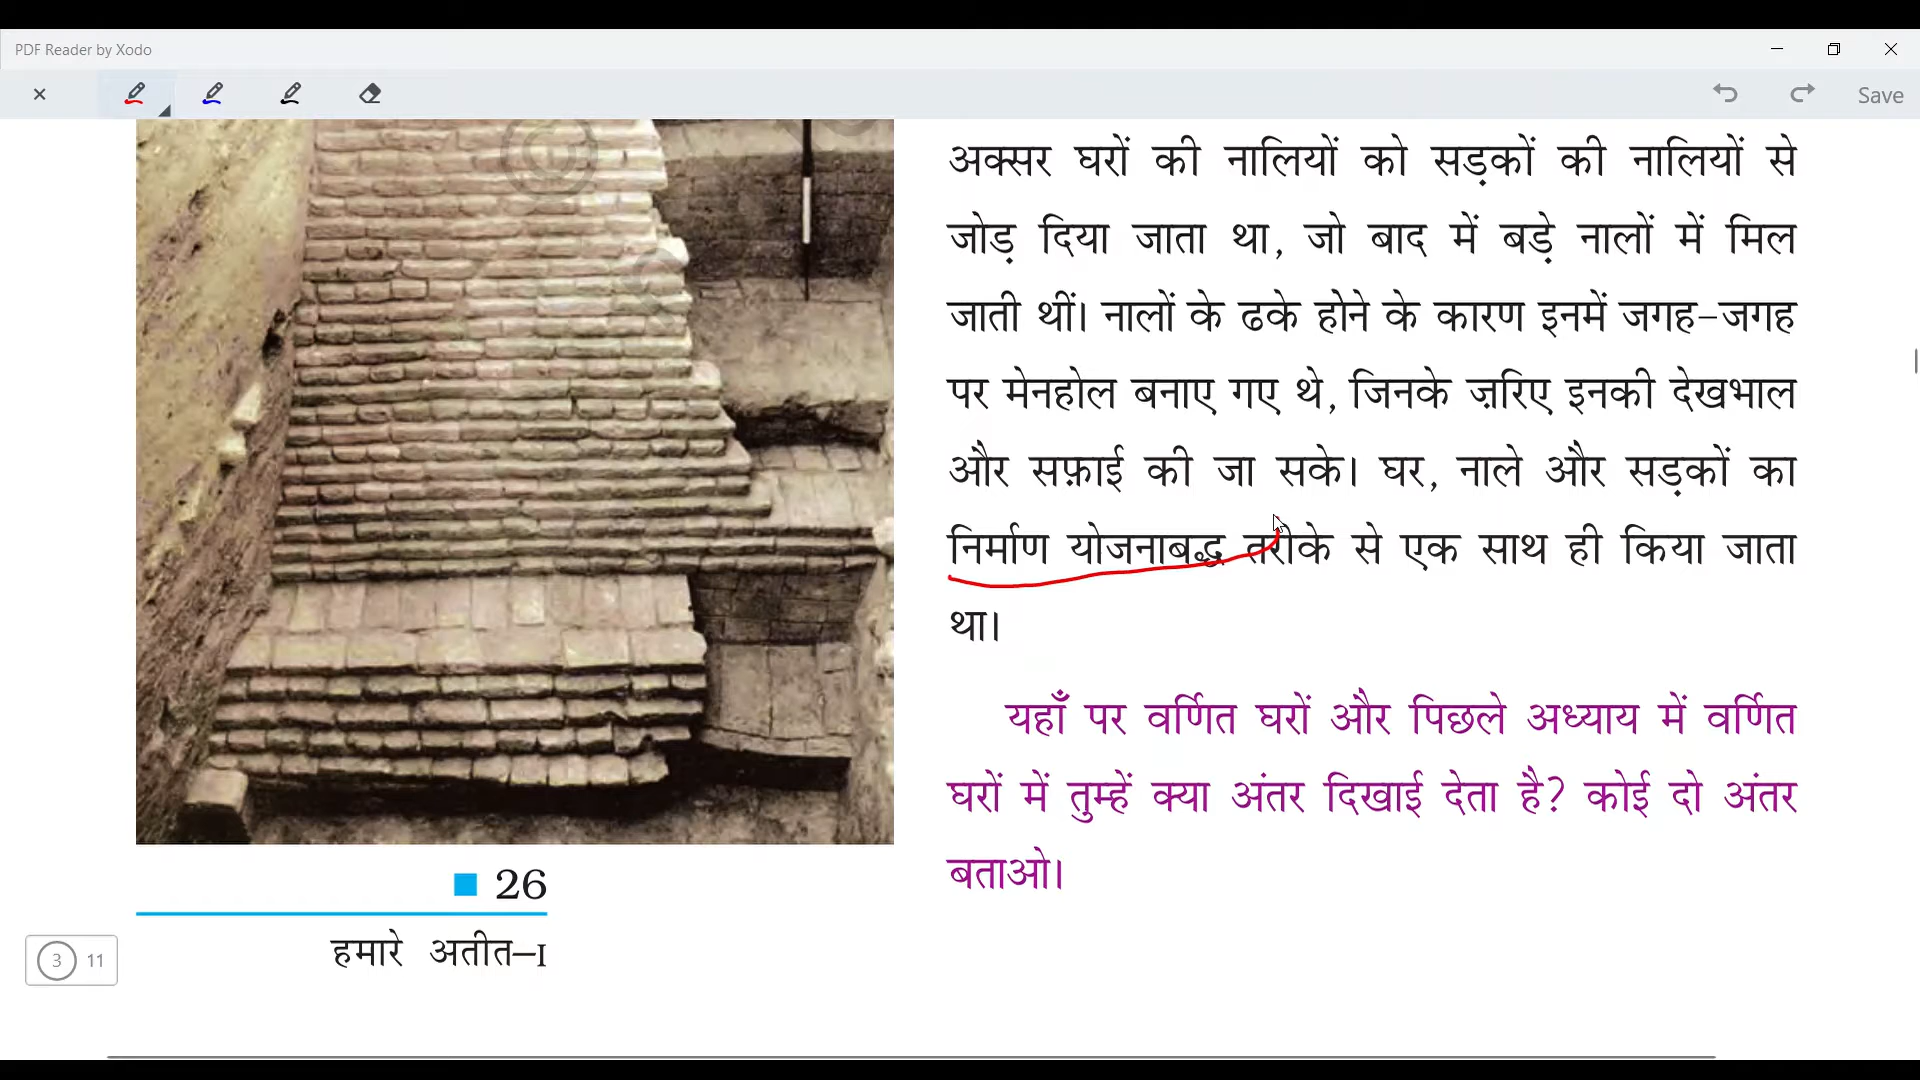 PDF Reader by Xodo
Save
अक्सर घरों की नालियों को सड़कों की नालियों से
जोड़ दिया जाता था, जो बाद में बड़े नालों में मिल
जाती थीं। नालों के ढके होने के कारण इनमें जगह-जगह
पर मेनहोल बनाए गए थे, जिनके ज़रिए इनकी देखभाल
और सफ़ाई की जा सके। घर, नाले और सड़कों का
निर्माण योजनाबद्ध तरीके से एक साथ ही किया जाता
था।
यहाँ पर वर्णित घरों और पिछले अध्याय में वर्णित
घरों में तुम्हें क्या अंतर दिखाई देता है? कोई दो अंतर
बताओ।
26
हमारे अतीत–I
3 11